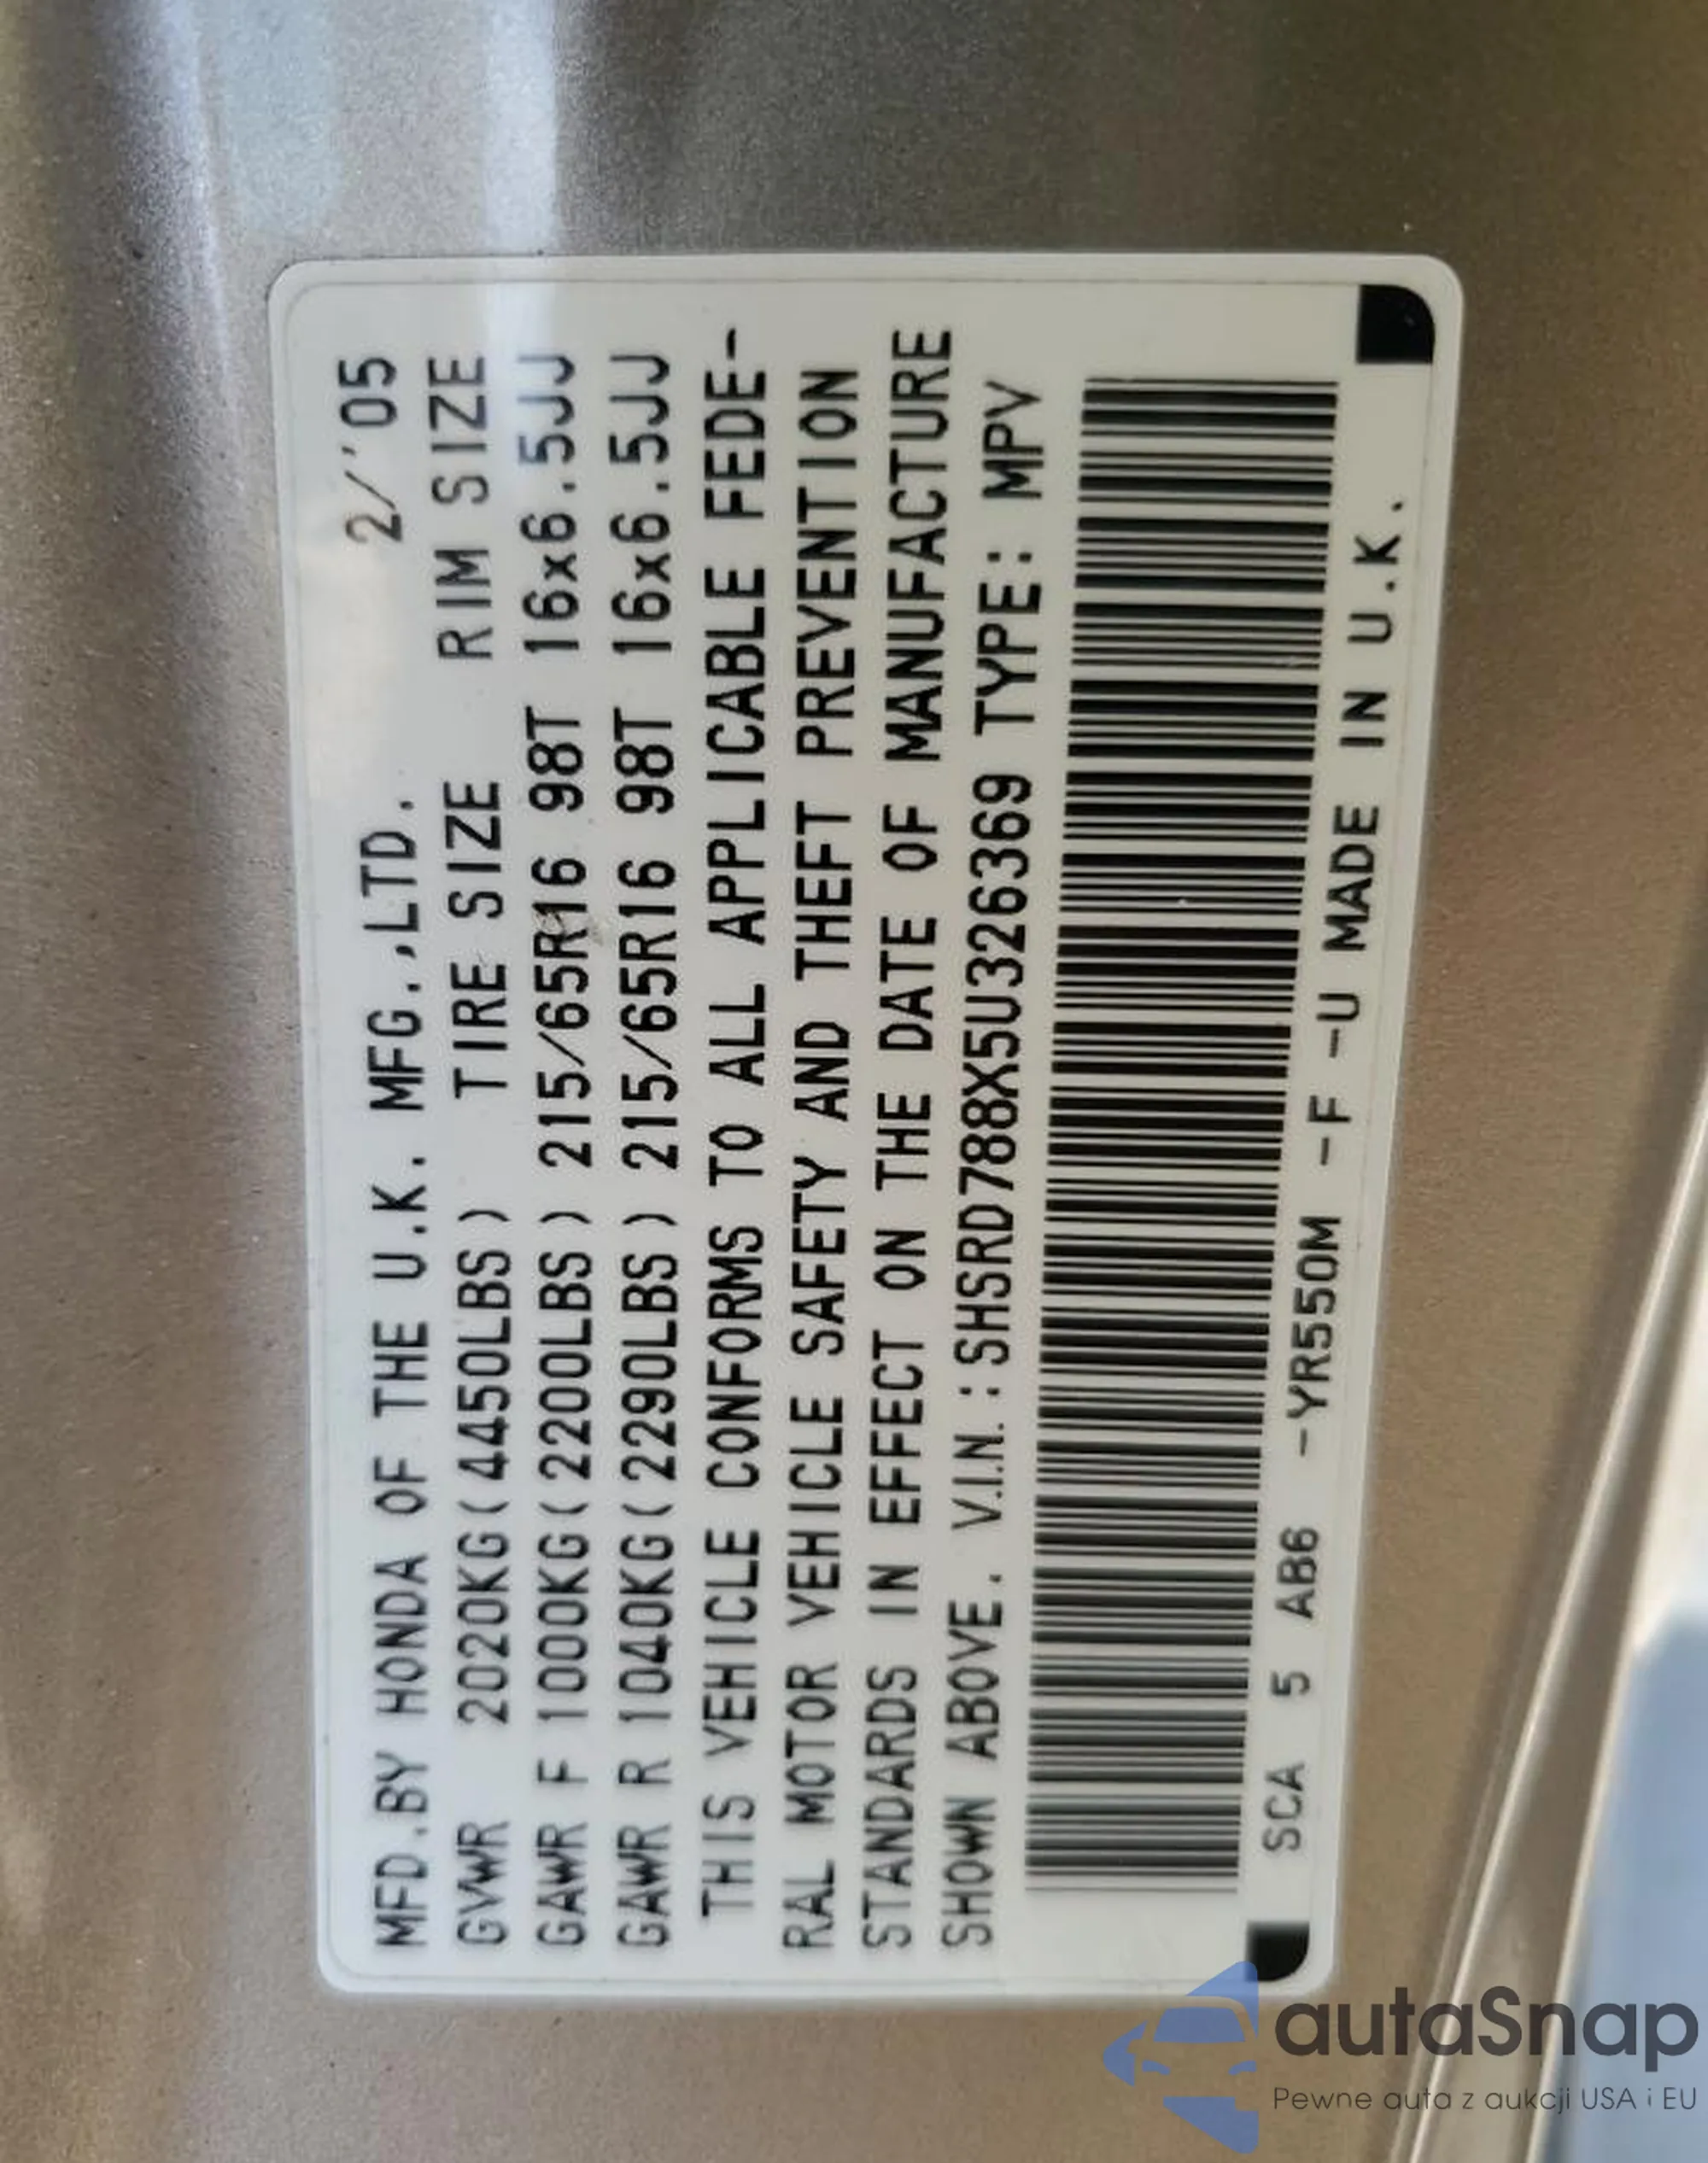 MFD.BY HONDA OF THE U.K. MFG.,LTD. 2/'05
GVWR 2020KG(4450LBS) TIRE SIZE RIM SIZE
GAWR F 1000KG(2200LBS) 215/65R16 98T 16x6.5JJ
GAWR R 1040KG(2290LBS) 215/65R16 98T 16x6.5JJ
THIS VEHICLE CONFORMS TO ALL APPLICABLE FEDE-
RAL MOTOR VEHICLE SAFETY AND THEFT PREVENTION
STANDARDS IN EFFECT ON THE DATE OF MANUFACTURE
SHOWN ABOVE. V.I.N.: SHSRD788X5U326369 TYPE: MPV
SCA 5 AB6 -YR550M -F -U MADE IN U.K.
autaSnap
Pewne auta z aukcji USA i EU